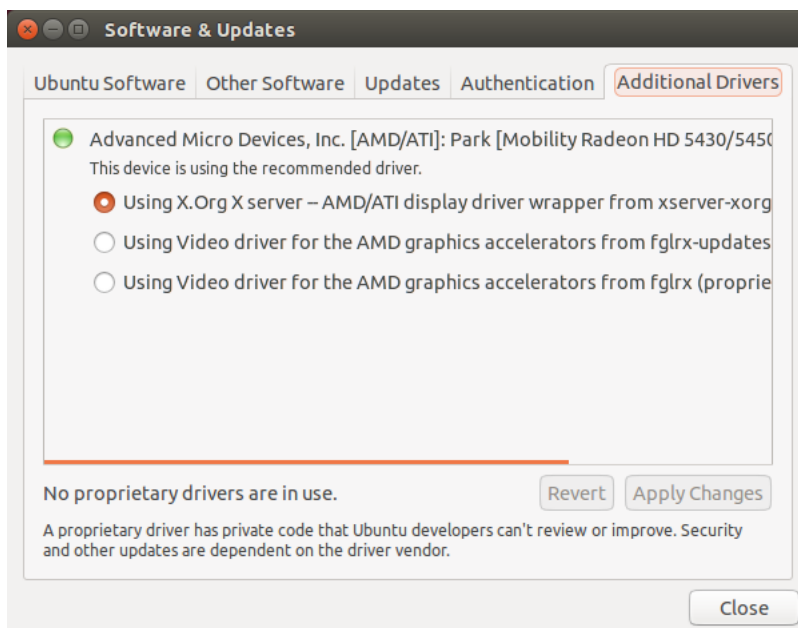 Software & Updates
Ubuntu Software Other Software Updates Authentication Additional Drivers
Advanced Micro Devices, Inc. [AMD/ATI]: Park [Mobility Radeon HD 5430/5450
This device is using the recommended driver.
Using X.Org X server – AMD/ATI display driver wrapper from xserver-xorg
Using Video driver for the AMD graphics accelerators from fglrx-updates
Using Video driver for the AMD graphics accelerators from fglrx (proprie
No proprietary drivers are in use.
Revert Apply Changes
A proprietary driver has private code that Ubuntu developers can't review or improve. Security
and other updates are dependent on the driver vendor.
Close